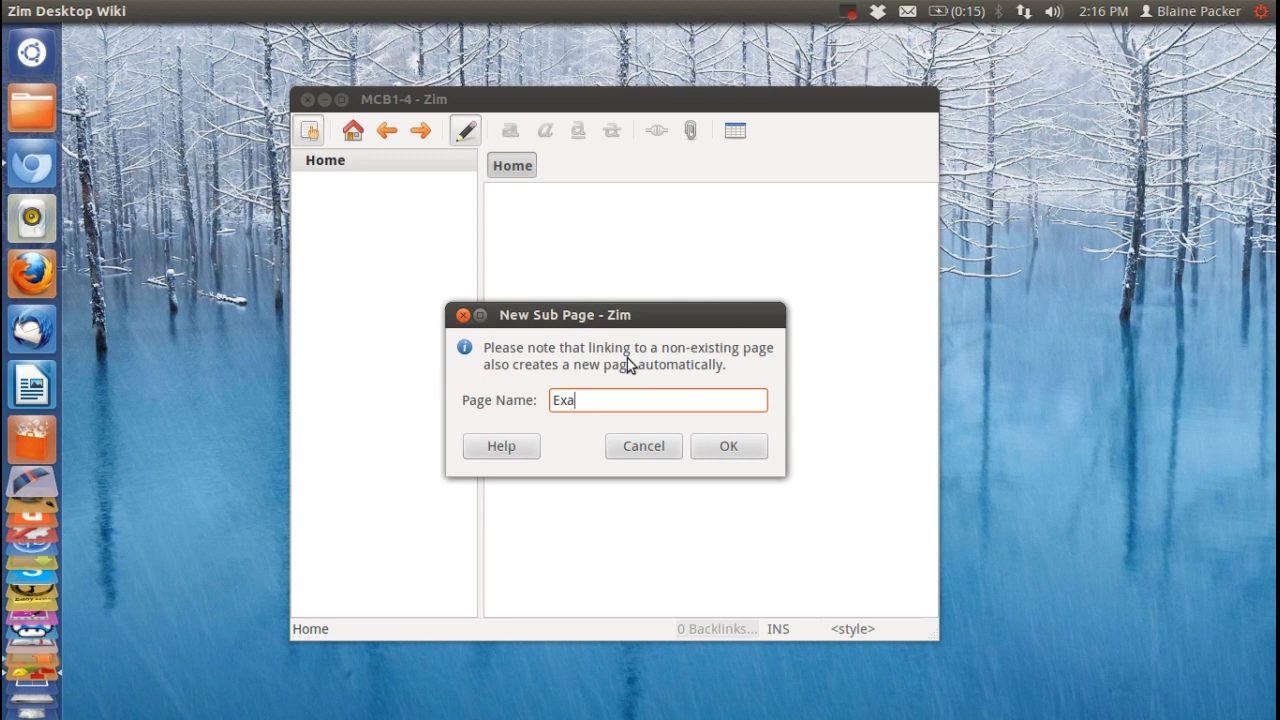 Zim Desktop Wiki
(0:15)
2:16 PM
Blaine Packer
MCB1-4 - Zim
Home
Home
New Sub Page - Zim
Please note that linking to a non-existing page
also creates a new page automatically.
Page Name: Exa
Help
Cancel
OK
Home
0 Backlinks...
INS
<style>